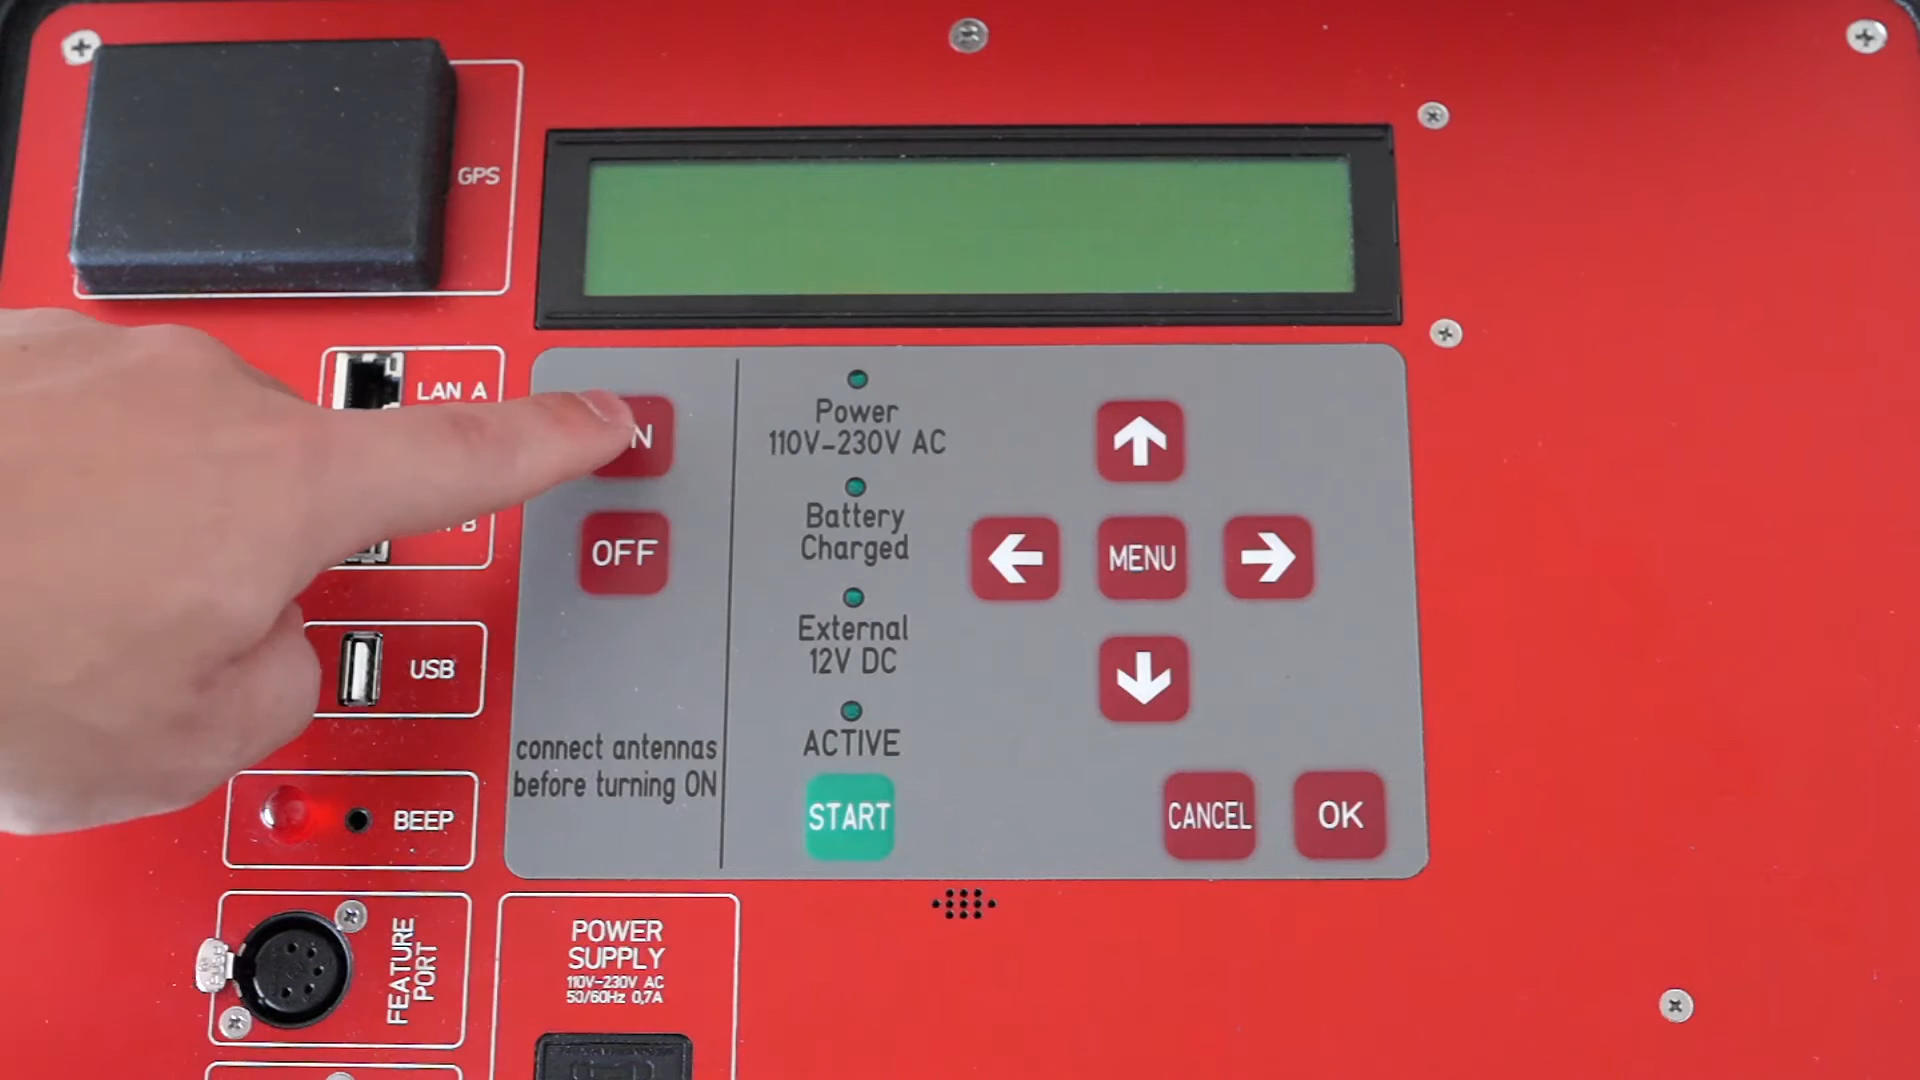 GPS
LAN A
B
USB
BEEP
FEATURE
PORT
N
OFF
connect antennas
before turning ON
Power
110V-230V AC
Battery
Charged
External
12V DC
ACTIVE
START
MENU
CANCEL
OK
POWER
SUPPLY
110V-230V AC
50/60Hz 0,7A